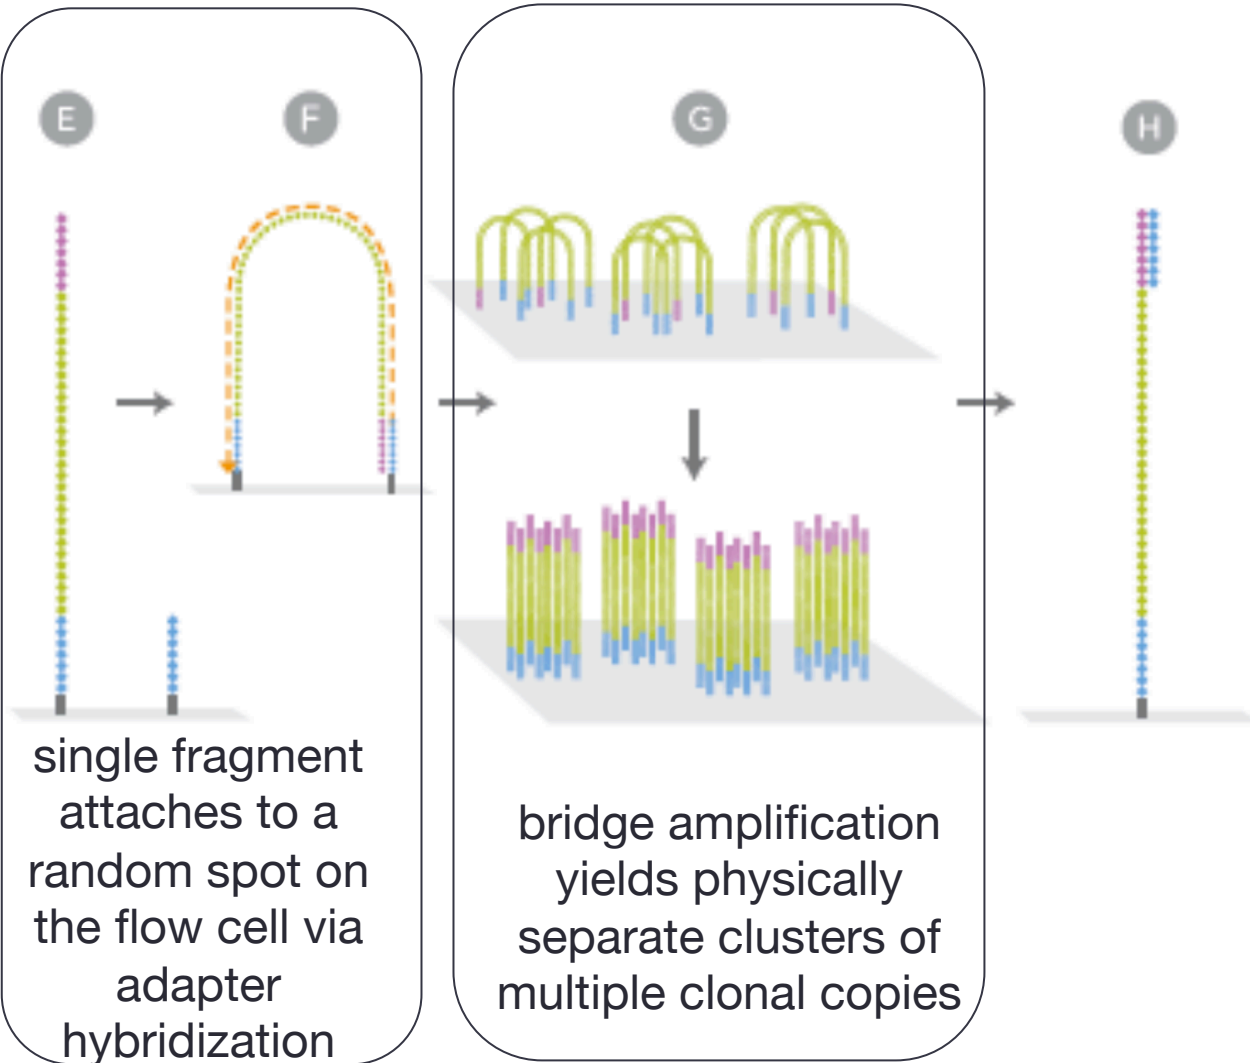 E
F
G
H
single fragment
attaches to a
random spot on
the flow cell via
adapter
hybridization
bridge amplification
yields physically
separate clusters of
multiple clonal copies